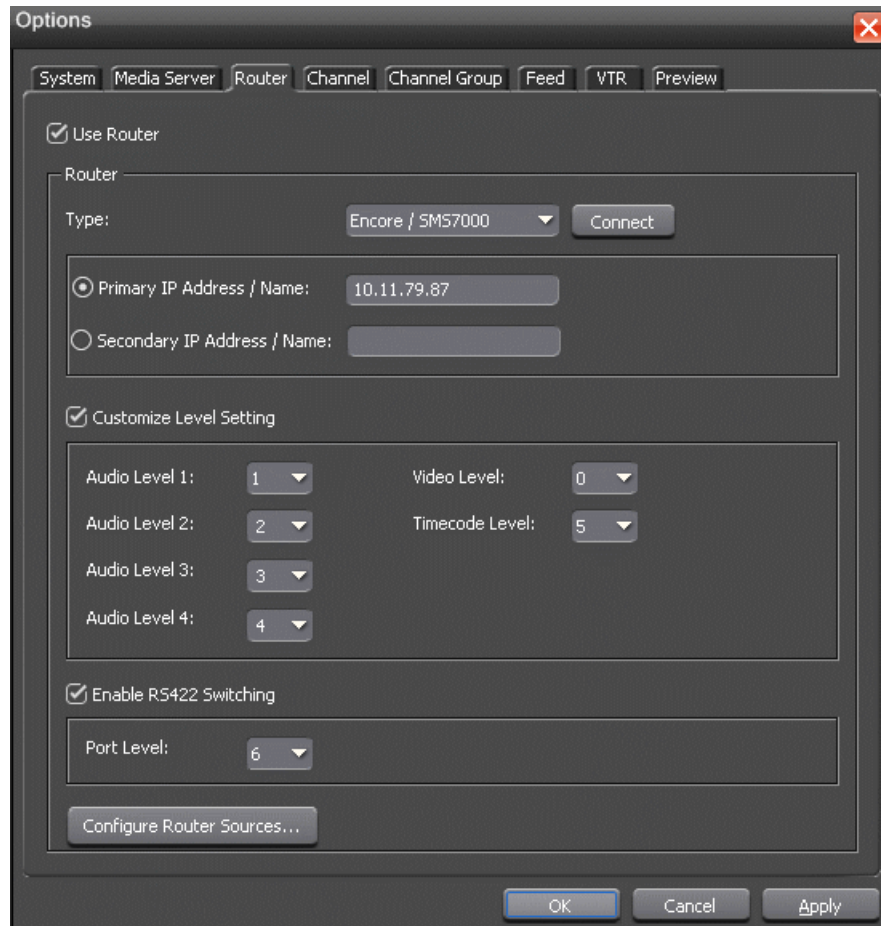 Options
System Media Server Router Channel Channel Group Feed VTR Preview
Use Router
Router
Type: Encore / SMS7000 Connect
Primary IP Address / Name: 10.11.79.87
Secondary IP Address / Name:
Customize Level Setting
Audio Level 1: 1 Video Level: 0
Audio Level 2: 2 Timecode Level: 5
Audio Level 3: 3
Audio Level 4: 4
Enable RS422 Switching
Port Level: 6
Configure Router Sources...
OK Cancel Apply